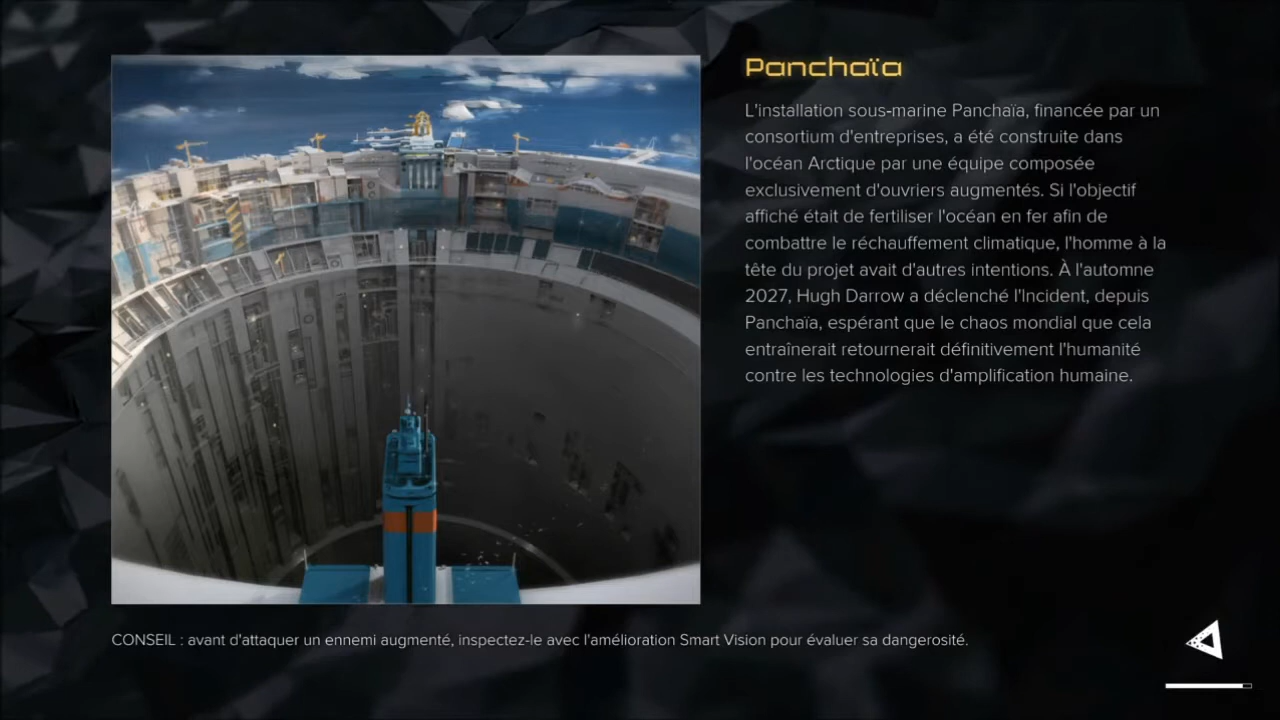 Panchaïa
L'installation sous-marine Panchaïa, financée par un
consortium d'entreprises, a été construite dans
l'océan Arctique par une équipe composée
exclusivement d'ouvriers augmentés. Si l'objectif
affiché était de fertiliser l'océan en fer afin de
combattre le réchauffement climatique, l'homme à la
tête du projet avait d'autres intentions. À l'automne
2027, Hugh Darrow a déclenché l'Incident, depuis
Panchaïa, espérant que le chaos mondial que cela
entraînerait retournerait définitivement l'humanité
contre les technologies d'amplification humaine.
CONSEIL : avant d'attaquer un ennemi augmenté, inspectez-le avec l'amélioration Smart Vision pour évaluer sa dangerosité.